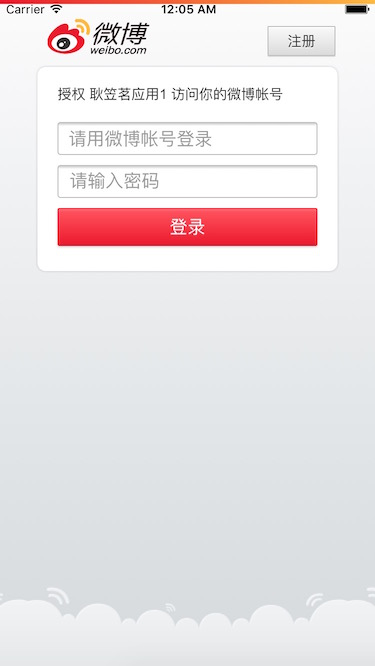 Carrier 12:05 AM
微博
weibo.com
注册
授权 耿笠茗应用1 访问你的微博帐号
请用微博帐号登录
请输入密码
登录